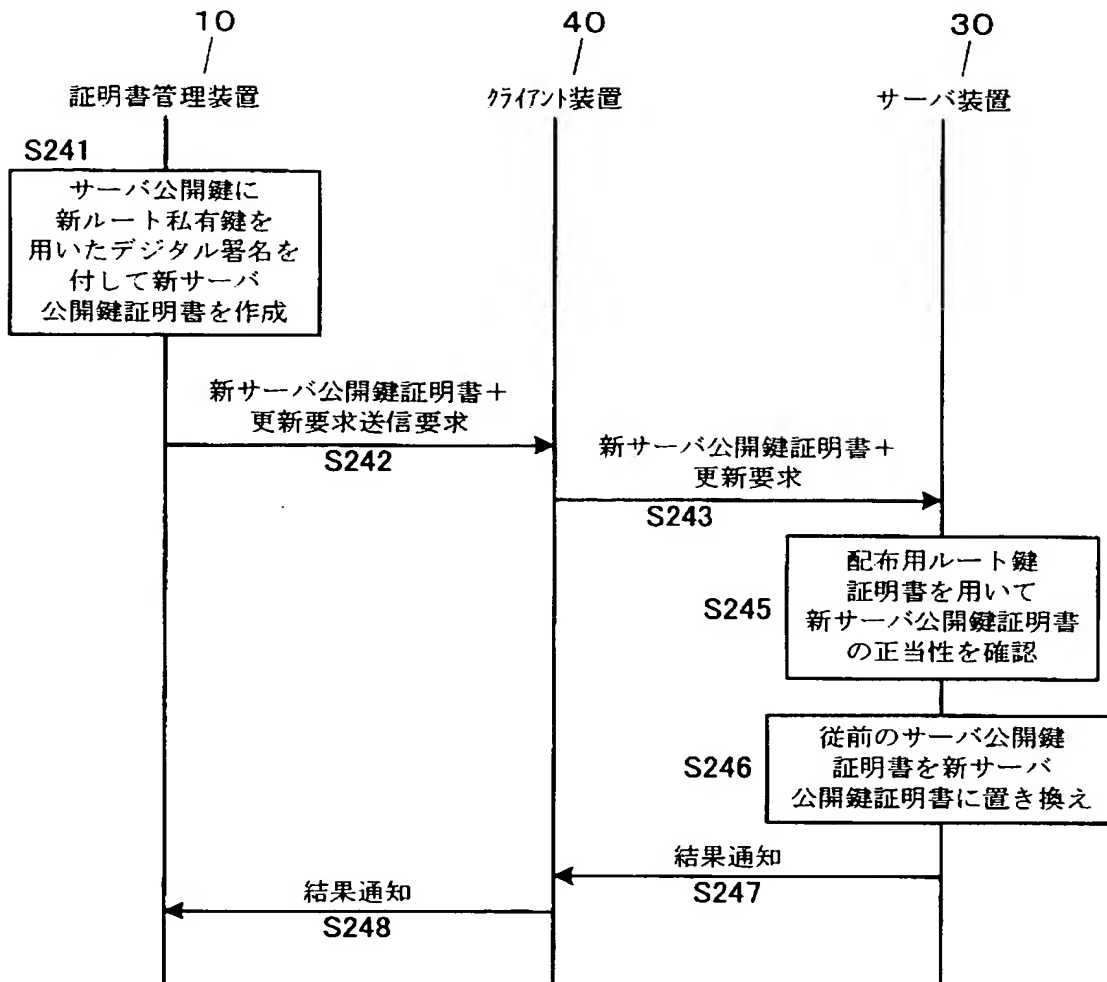 10
40
30
証明書管理装置
クライアント装置
サーバ装置
S241
サーバ公開鍵に
新ルート私有鍵を
用いたデジタル署名を
付して新サーバ
公開鍵証明書を作成
新サーバ公開鍵証明書＋
更新要求送信要求
S242
新サーバ公開鍵証明書＋
更新要求
S243
S245
配布用ルート鍵
証明書を用いて
新サーバ公開鍵証明書
の正当性を確認
S246
従前のサーバ公開鍵
証明書を新サーバ
公開鍵証明書に置き換え
結果通知
S247
結果通知
S248